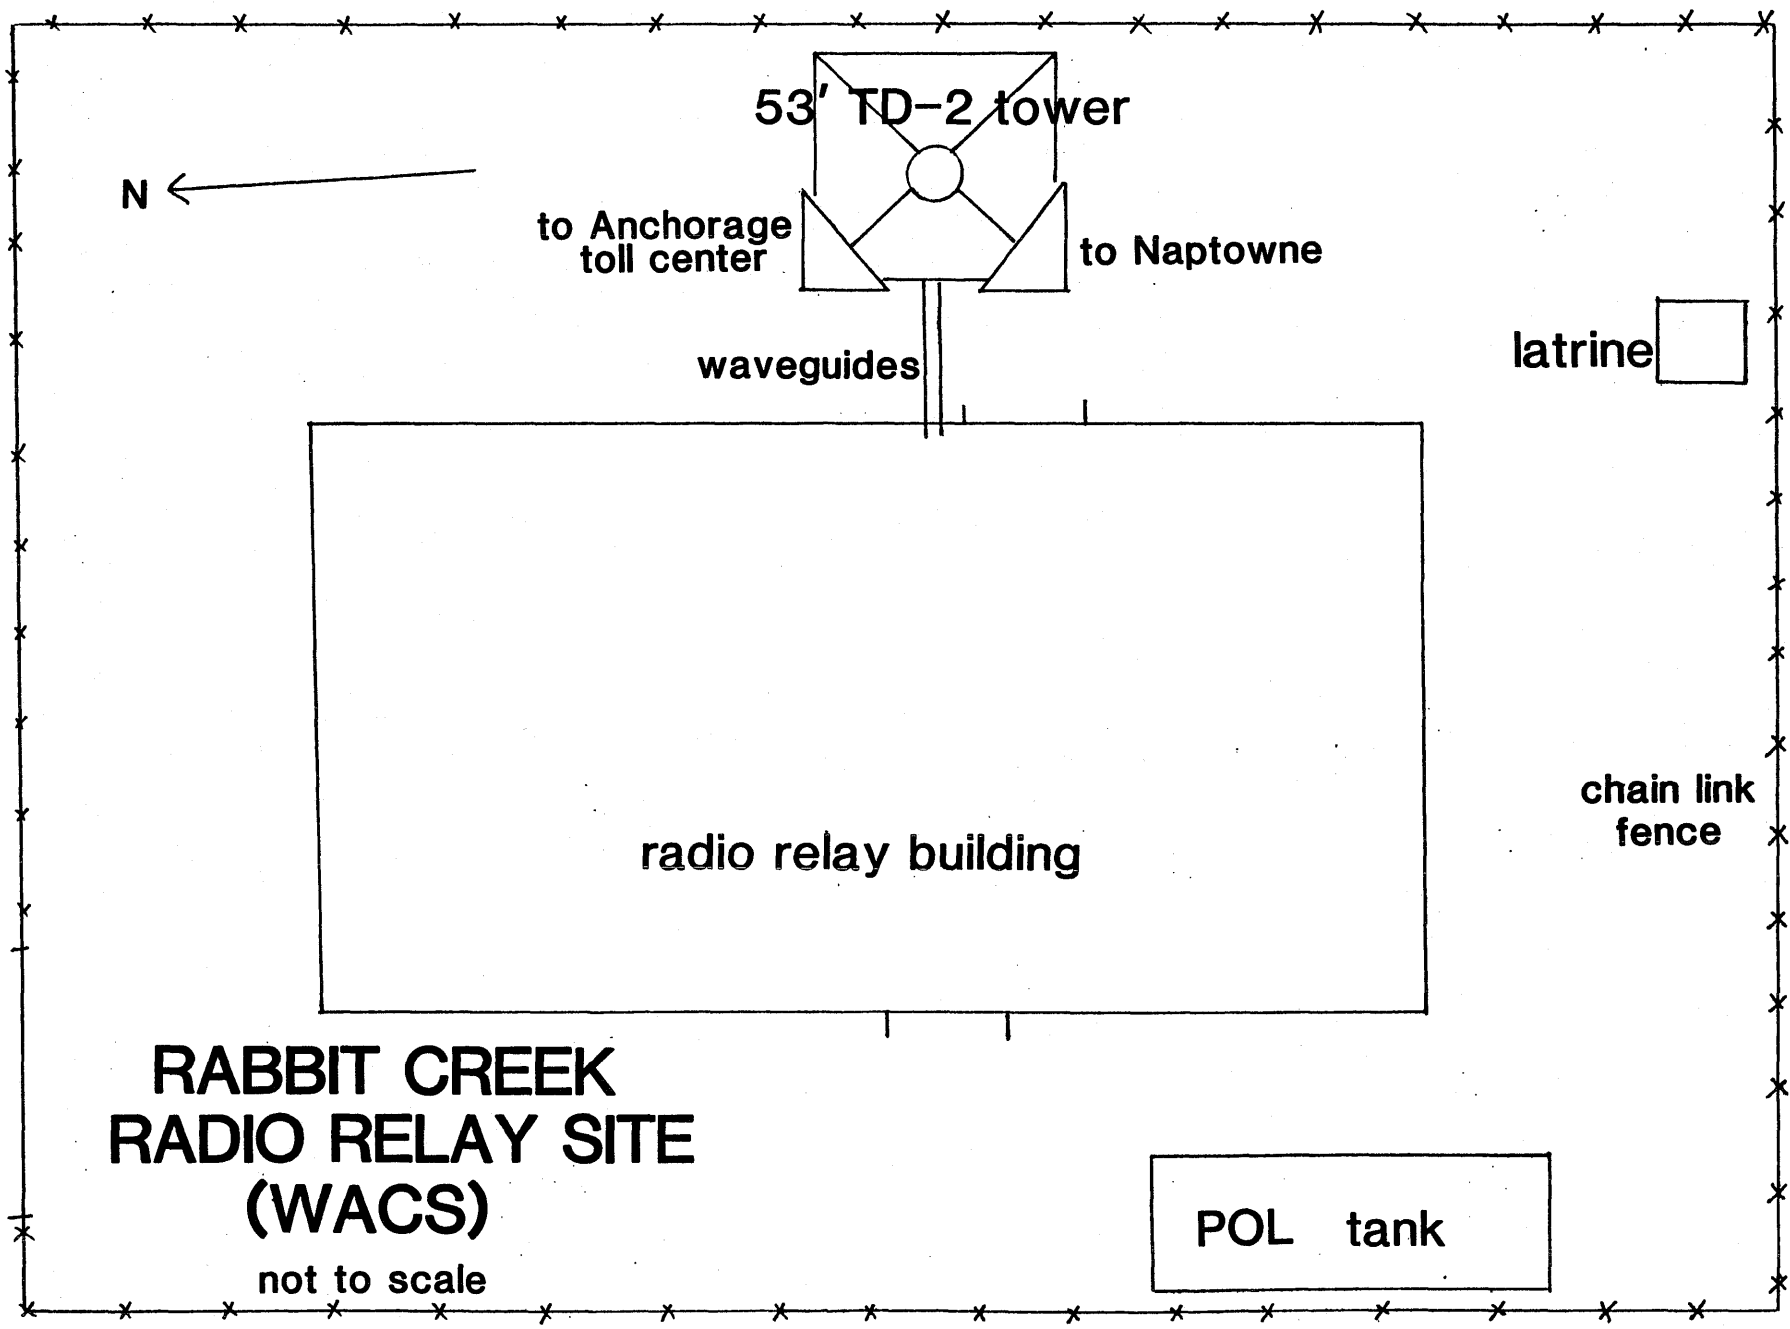 53' TD-2 tower
N
to Anchorage
toll center
to Naptowne
waveguides
latrine
chain link
fence
radio relay building
RABBIT CREEK
RADIO RELAY SITE
(WACS)
not to scale
POL tank